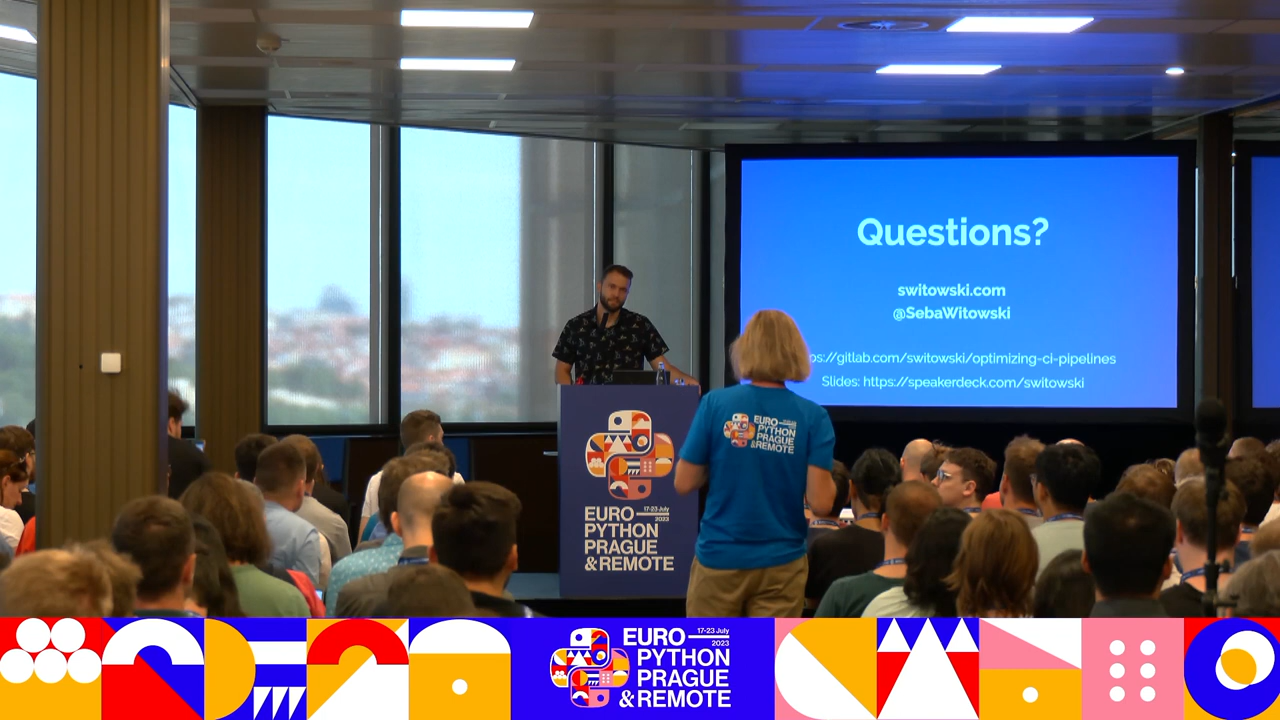 Questions?
switowski.com
@SebaWitowski
ps://gitlab.com/switowski/optimizing-ci-pipelines
Slides: https://speakerdeck.com/switowski
EURO
PYTHON
PRAGUE
&REMOTE
17-23 July
2023
EURO
PYTHON
PRAGUE
&REMOTE
17-23 July
2023
EURO
PYTHON
PRAGUE
&REMOTE